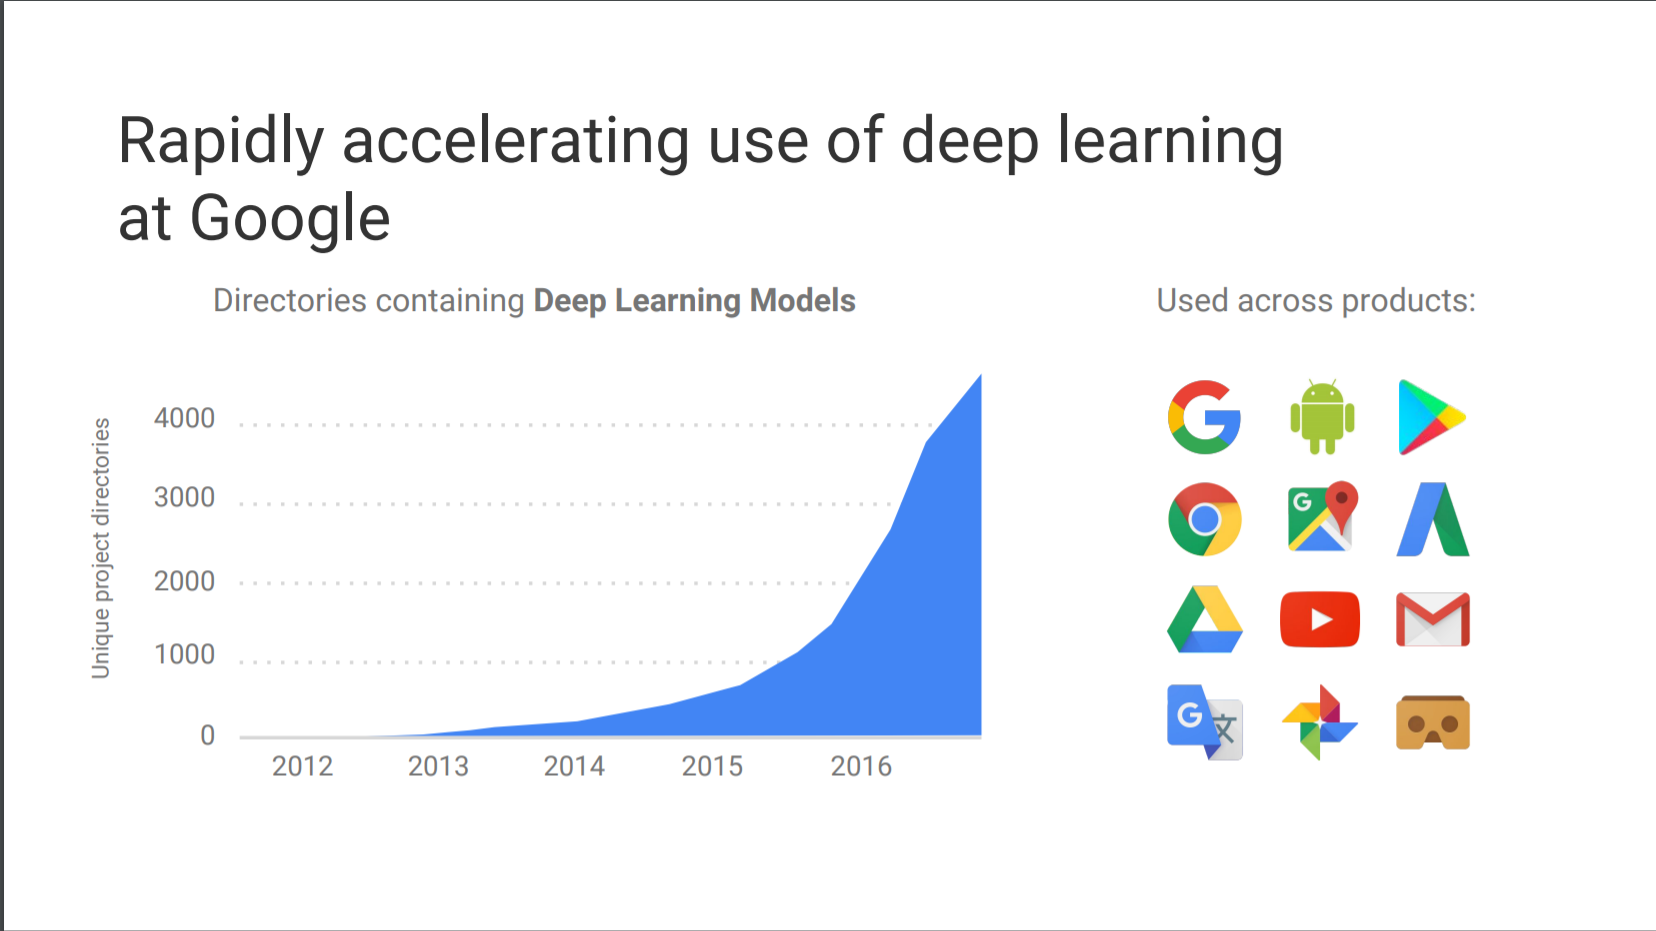 Rapidly accelerating use of deep learning
at Google
Directories containing Deep Learning Models
Used across products:
Unique project directories
4000
3000
2000
1000
0
2012
2013
2014
2015
2016
G
G
G
文